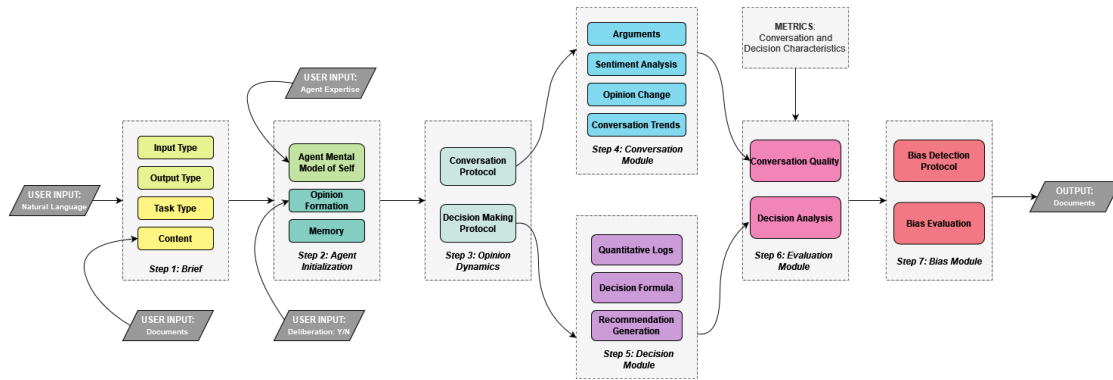 USER INPUT:
Natural Language
Input Type
Output Type
Task Type
Content
Step 1: Brief
USER INPUT:
Documents
USER INPUT:
Agent Expertise
Agent Mental
Model of Self
Opinion
Formation
Memory
Step 2: Agent
Initialization
USER INPUT:
Deliberation: Y/N
Conversation
Protocol
Decision Making
Protocol
Step 3: Opinion
Dynamics
Arguments
Sentiment Analysis
Opinion Change
Conversation Trends
Step 4: Conversation
Module
Quantitative Logs
Decision Formula
Recommendation
Generation
Step 5: Decision
Module
METRICS:
Conversation and
Decision Characteristics
Conversation Quality
Decision Analysis
Step 6: Evaluation
Module
Bias Detection
Protocol
Bias Evaluation
Step 7: Bias Module
OUTPUT:
Documents